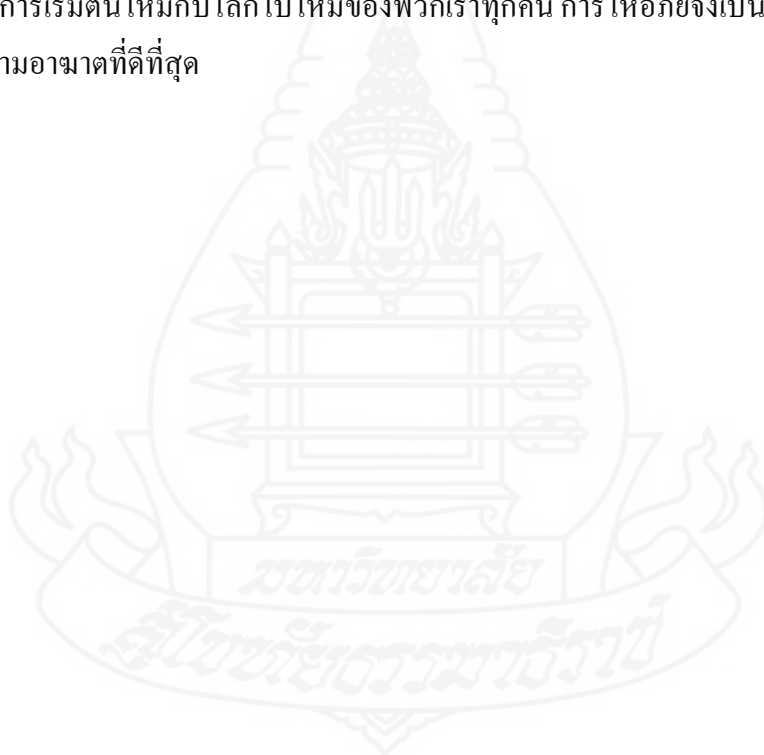 การเริ่มต้นใหม่กับโลกใบใหม่ของพวกเราทุกคน การให้อภัยจึงเป็น
ามอาฆาตที่ดีที่สุด
มหาวิทยาลัย
สุโขทัยธรรมาธิราช